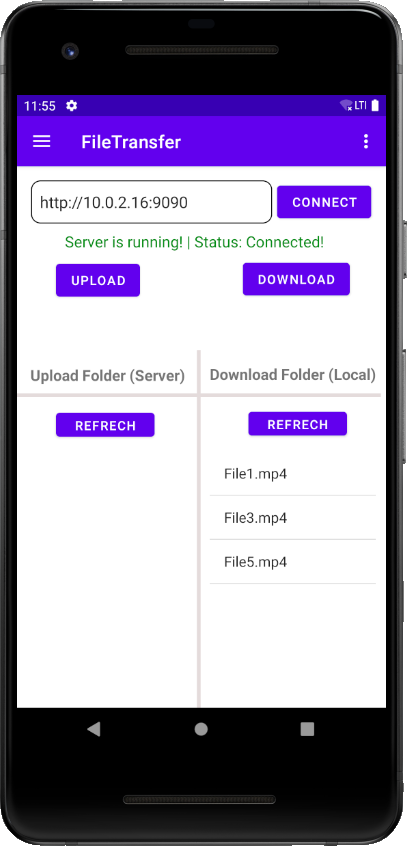 11:55 LTE
FileTransfer
http://10.0.2.16:9090 CONNECT
Server is running! | Status: Connected!
UPLOAD DOWNLOAD
Upload Folder (Server) Download Folder (Local)
REFRECH REFRECH
File1.mp4
File3.mp4
File5.mp4